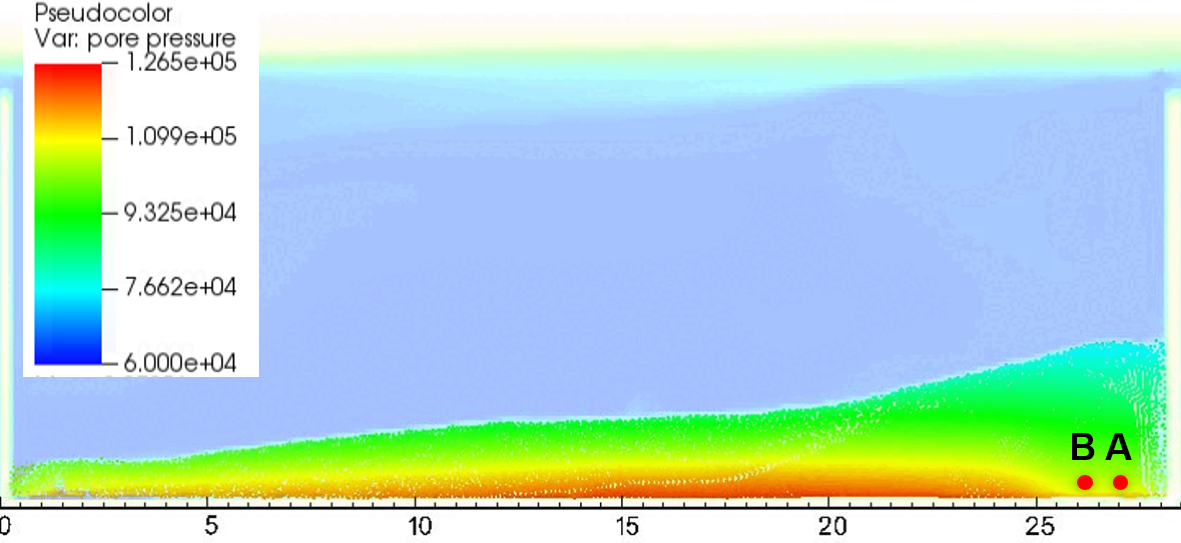 Pseudocolor
Var: pore pressure
1.265e+05
1.099e+05
9.325e+04
7.662e+04
6.000e+04
B A
0 5 10 15 20 25